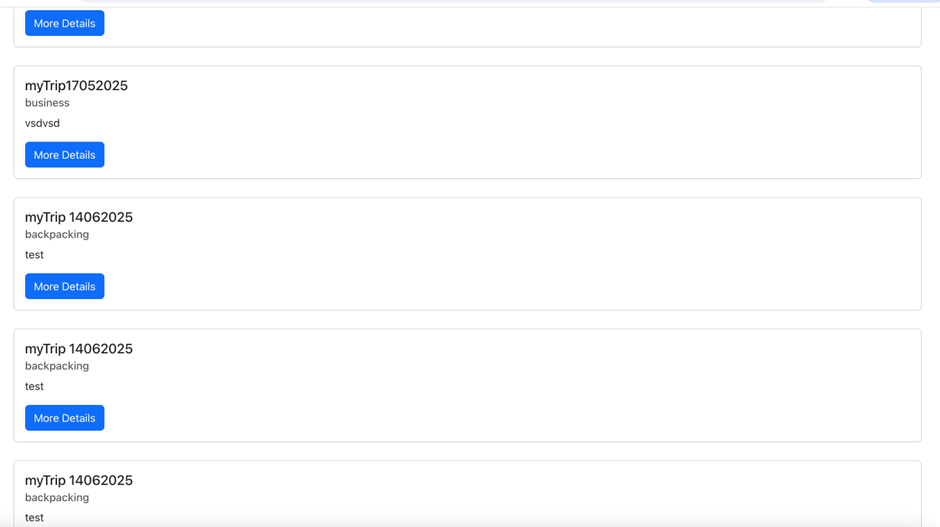 More Details
myTrip17052025
business
vsdvsd
More Details
myTrip 14062025
backpacking
test
More Details
myTrip 14062025
backpacking
test
More Details
myTrip 14062025
backpacking
test